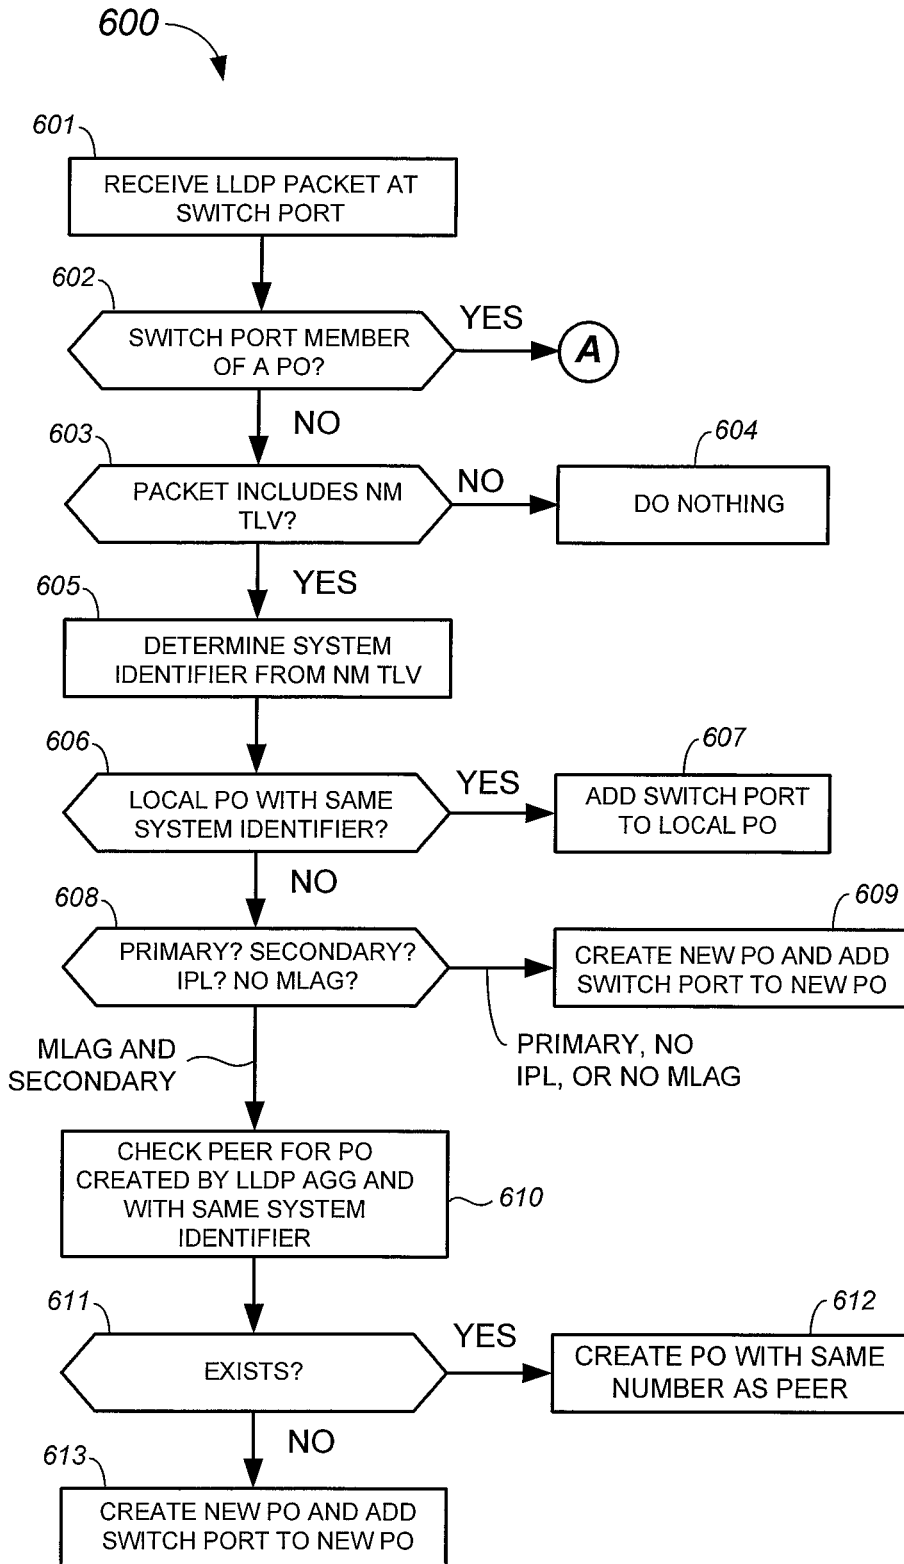 600
601
RECEIVE LLDP PACKET AT
SWITCH PORT
602
SWITCH PORT MEMBER
OF A PO?
YES
A
NO
603
PACKET INCLUDES NM
TLV?
NO
604
DO NOTHING
YES
605
DETERMINE SYSTEM
IDENTIFIER FROM NM TLV
606
LOCAL PO WITH SAME
SYSTEM IDENTIFIER?
YES
607
ADD SWITCH PORT
TO LOCAL PO
NO
608
PRIMARY? SECONDARY?
IPL? NO MLAG?
609
CREATE NEW PO AND ADD
SWITCH PORT TO NEW PO
MLAG AND
SECONDARY
PRIMARY, NO
IPL, OR NO MLAG
CHECK PEER FOR PO
CREATED BY LLDP AGG AND
WITH SAME SYSTEM
IDENTIFIER
610
611
EXISTS?
YES
612
CREATE PO WITH SAME
NUMBER AS PEER
NO
613
CREATE NEW PO AND ADD
SWITCH PORT TO NEW PO